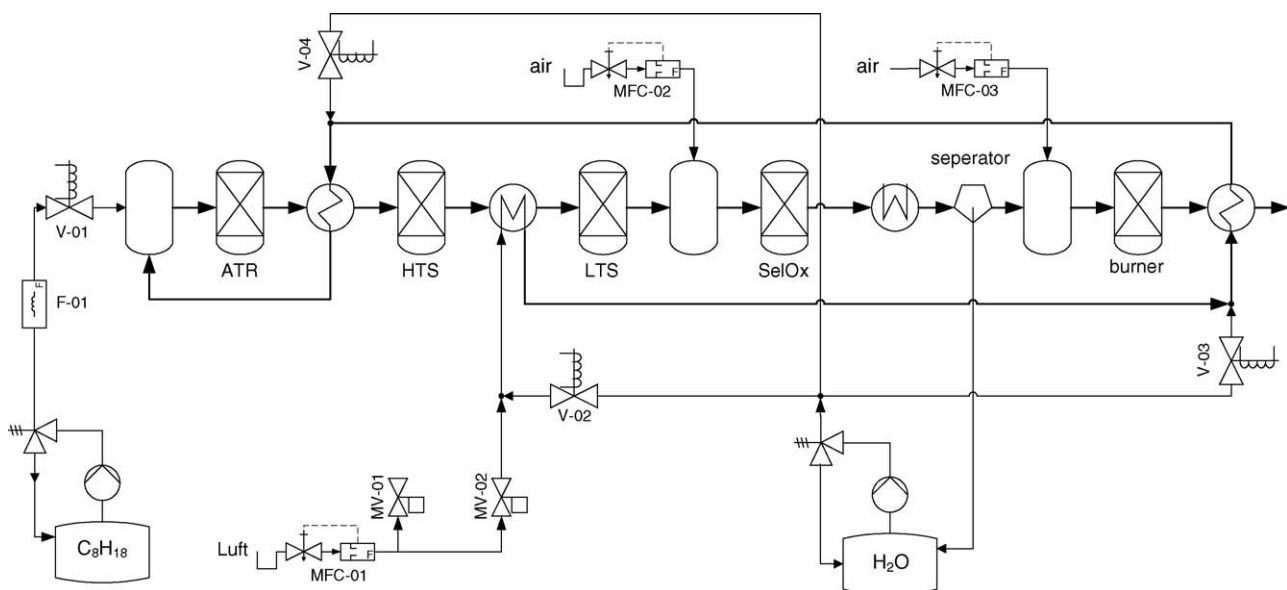 V-04
air
MFC-02
air
MFC-03
seperator
V-01
ATR
HTS
LTS
SelOx
burner
F
F-01
V-03
V-02
MV-01
MV-02
C8H18
Luft
F
MFC-01
H2O
F
F